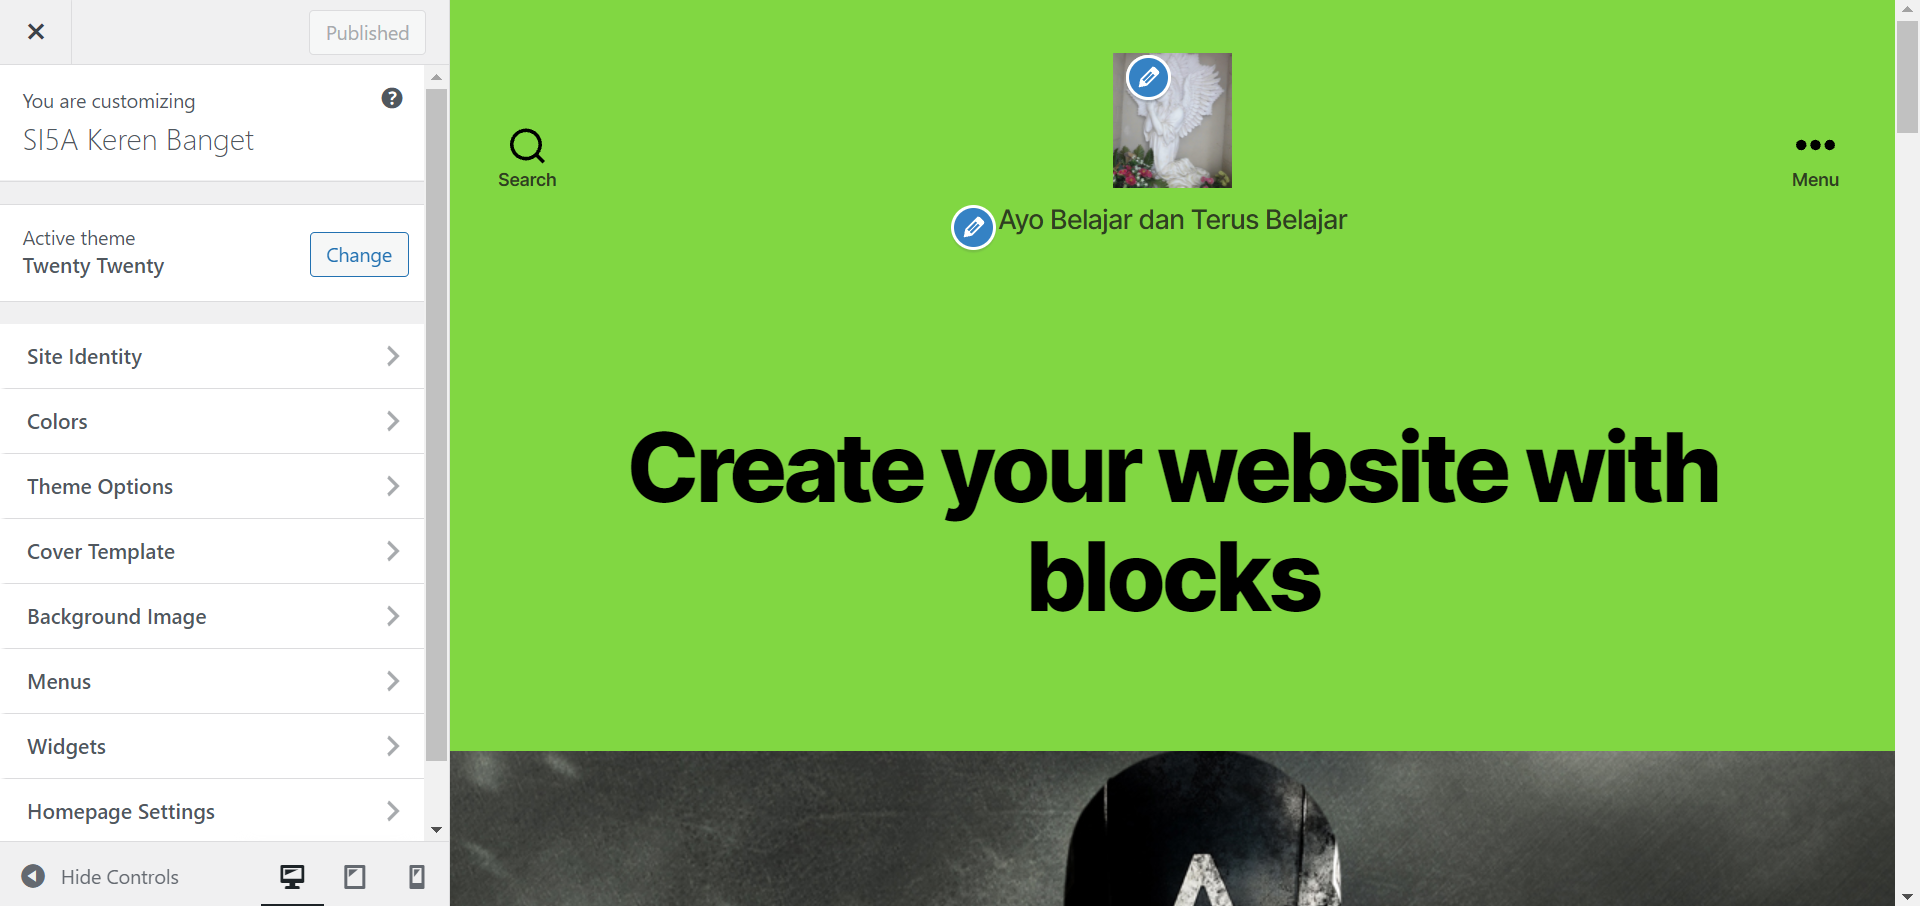 Published
You are customizing
SI5A Keren Banget
Active theme
Twenty Twenty
Change
Site Identity
Colors
Theme Options
Cover Template
Background Image
Menus
Widgets
Homepage Settings
Hide Controls
Search
Menu
Ayo Belajar dan Terus Belajar
Create your website with
blocks
A